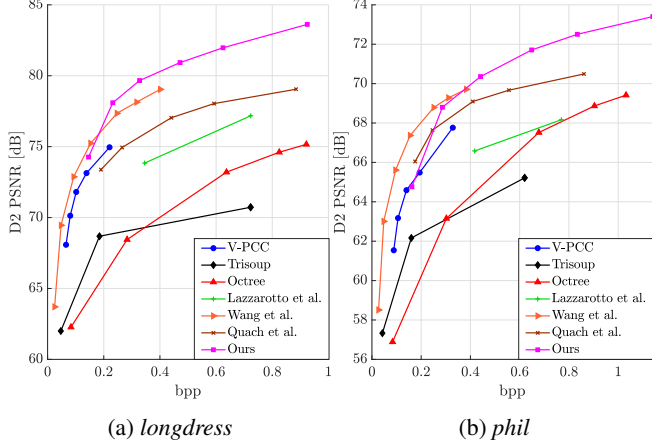 85
80
75
70
65
60
D2 PSNR [dB]
0
0.2
0.4
0.6
0.8
1
bpp
V-PCC
Trisoup
Octree
Lazzarotto et al.
Wang et al.
Quach et al.
Ours
(a) longdress
74
72
70
68
66
64
62
60
58
56
D2 PSNR [dB]
0
0.2
0.4
0.6
0.8
1
bpp
V-PCC
Trisoup
Octree
Lazzarotto et al.
Wang et al.
Quach et al.
Ours
(b) phil